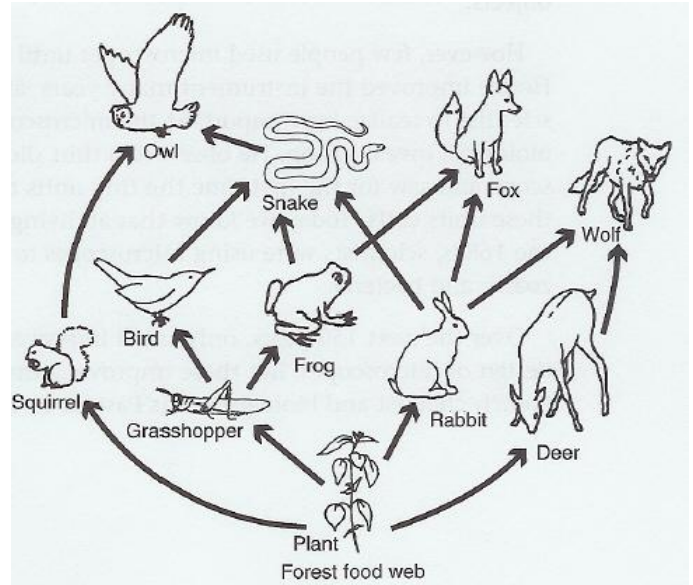 Owl
Snake
Fox
Wolf
Bird
Frog
Squirrel
Grasshopper
Rabbit
Deer
Plant
Forest food web